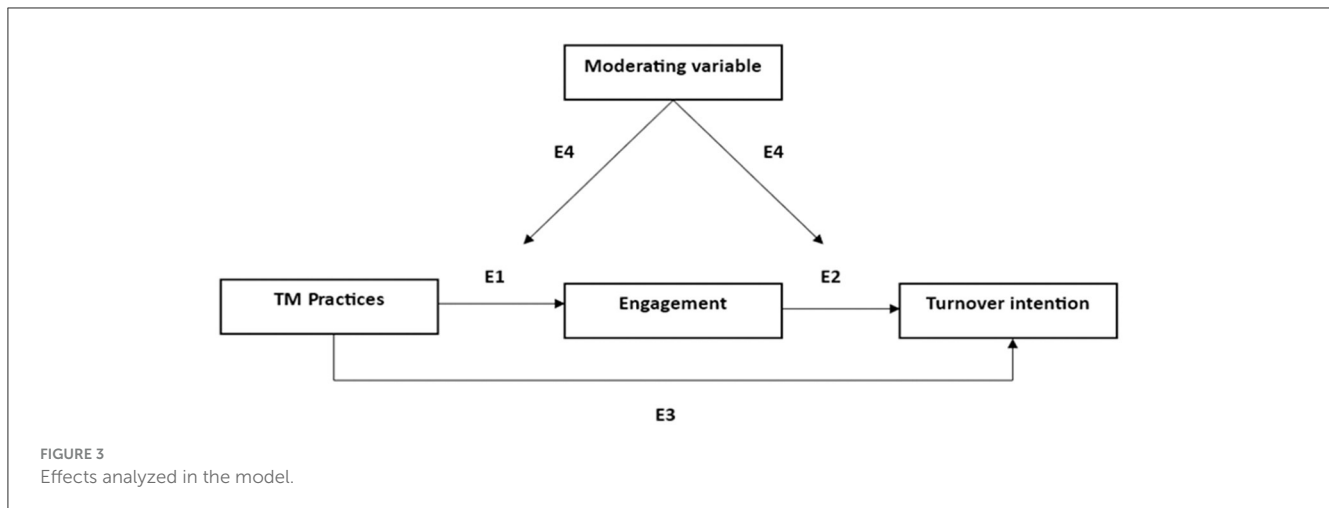 Moderating variable
E4
E4
E1
E2
TM Practices
Engagement
Turnover intention
E3
FIGURE 3
Effects analyzed in the model.